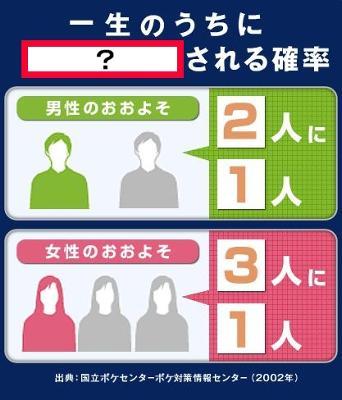 一生のうちに
? される確率
男性のおおよそ
2人に
1人
女性のおおよそ
3人に
1人
出典:国立ボケセンターボケ対策情報センター(2002年)